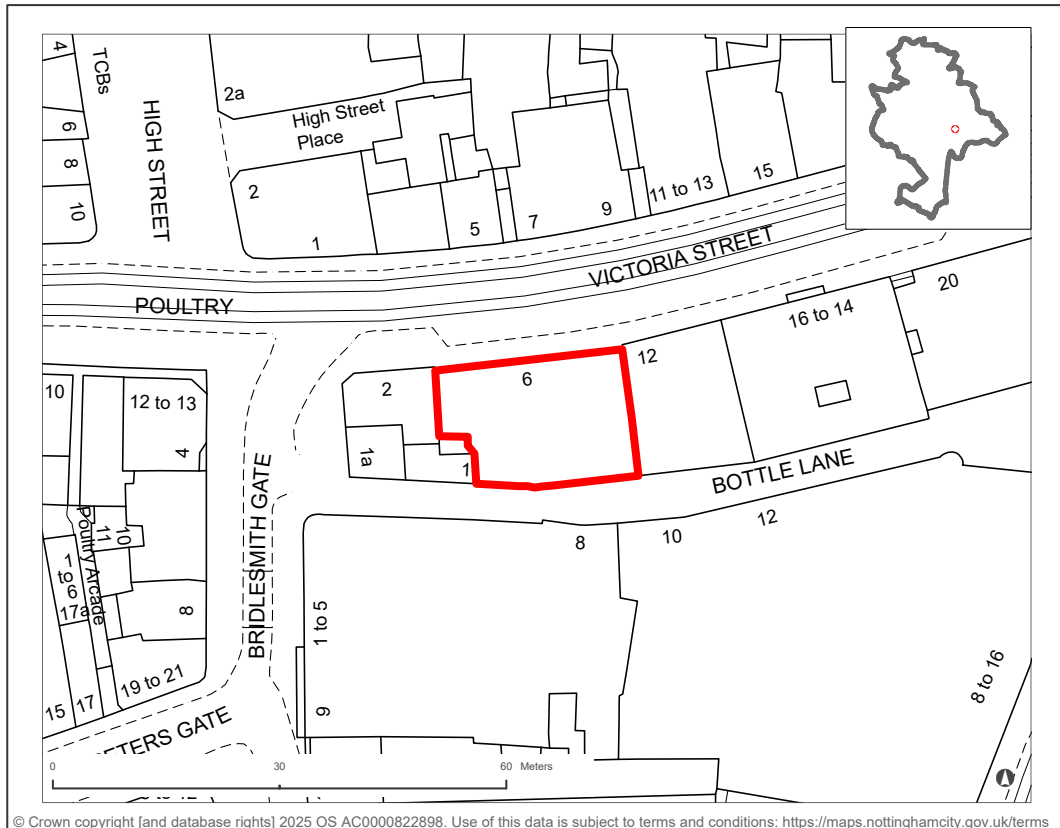 4
TCBs
2a
High Street
Place
HIGH STREET
6
8
10
2
1
5
7
9
11 to 13
15
VICTORIA STREET
POULTRY
20
16 to 14
12
6
2
1a
1
10
12 to 13
4
BRIDLESMITH GATE
BOTTLE LANE
8
10
12
Poultry Arcade
11
10
1
to
6
17a
8
1 to 5
9
19 to 21
15
17
ETERS GATE
8 to 16
0
30
60 Meters
© Crown copyright [and database rights] 2025 OS AC0000822898. Use of this data is subject to terms and conditions: https://maps.nottinghamcity.gov.uk/terms